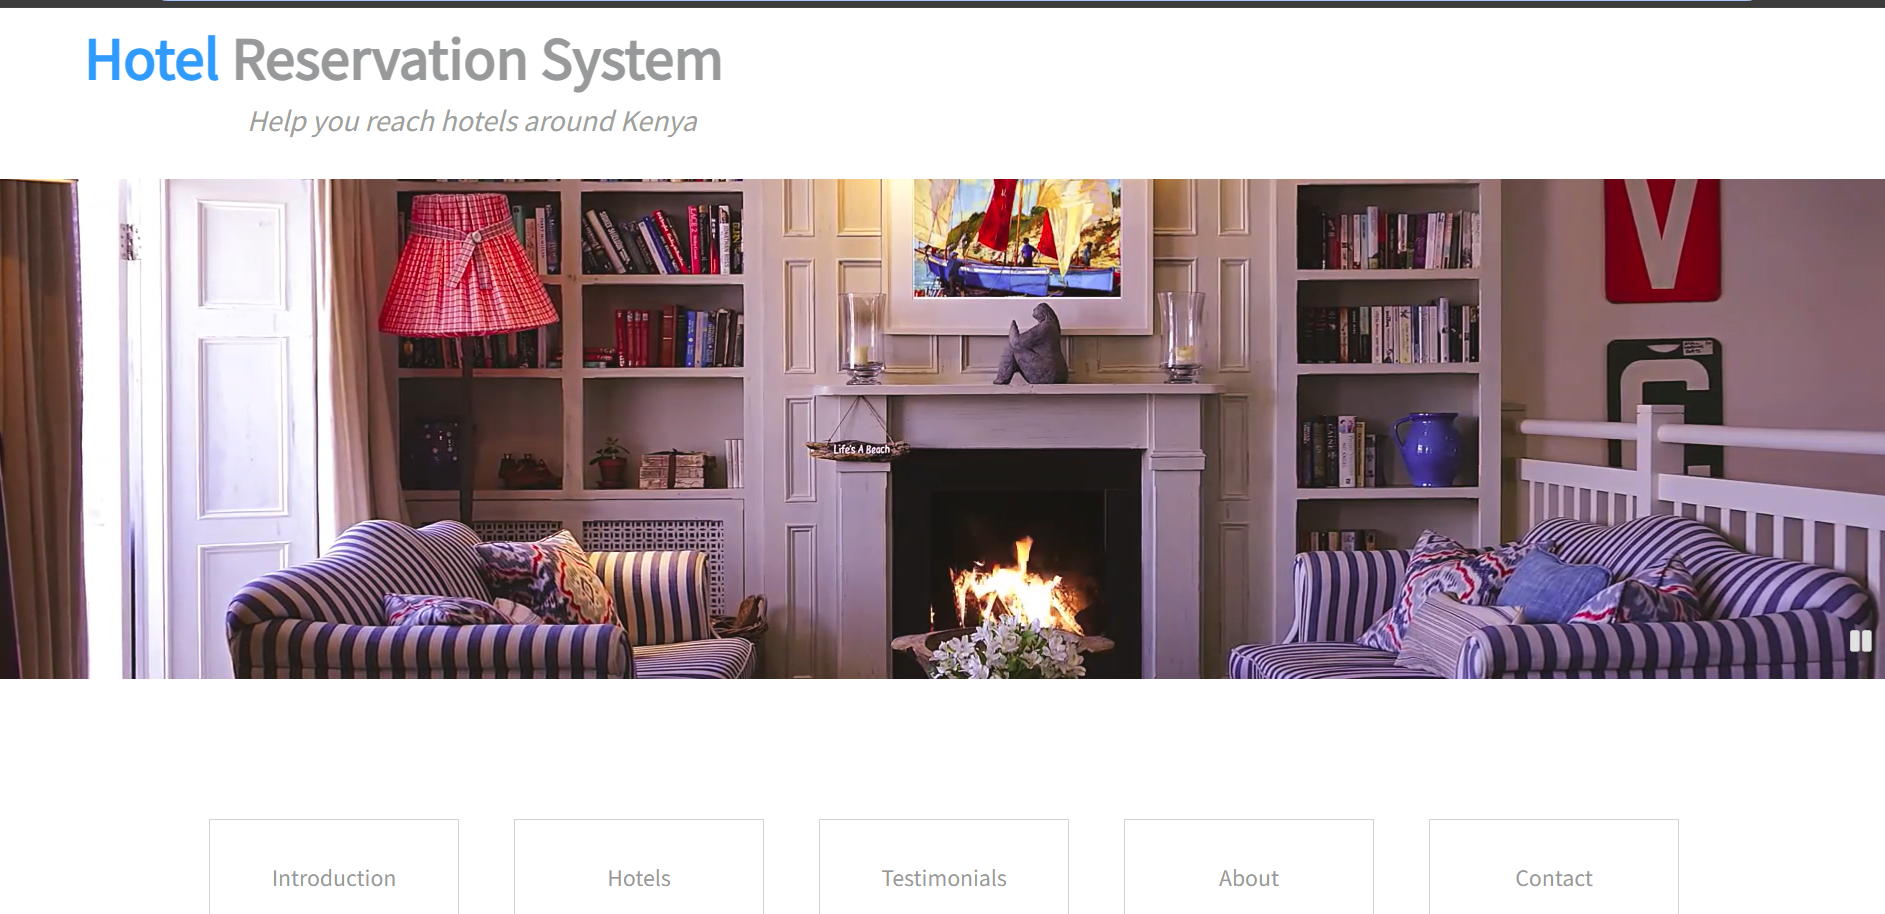 Hotel Reservation System
Help you reach hotels around Kenya
V
Life's A Beach
Introduction
Hotels
Testimonials
About
Contact